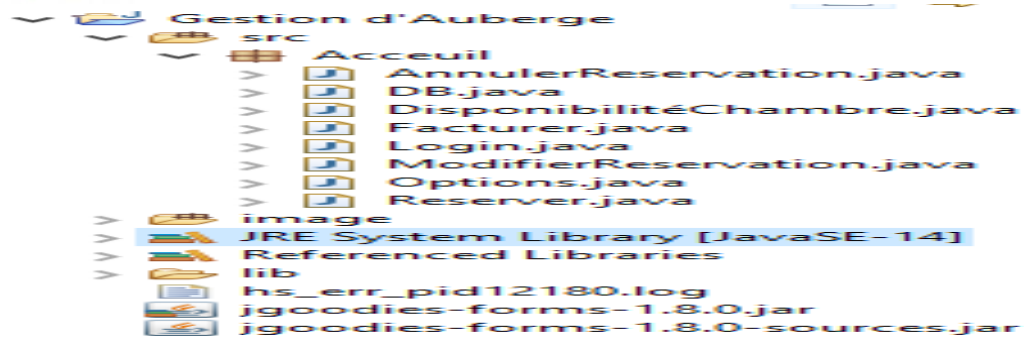 Gestion d'Auberge
src
Acceuil
AnnulerReservation.java
DB.java
DisponibilitéChambre.java
Facturer.java
Login.java
ModifierReservation.java
Options.java
Reserver.java
image
JRE System Library [JavaSE-14]
Referenced Libraries
lib
hs_err_pid12180.log
jgoodies-forms-1.8.0.jar
jgoodies-forms-1.8.0-sources.jar